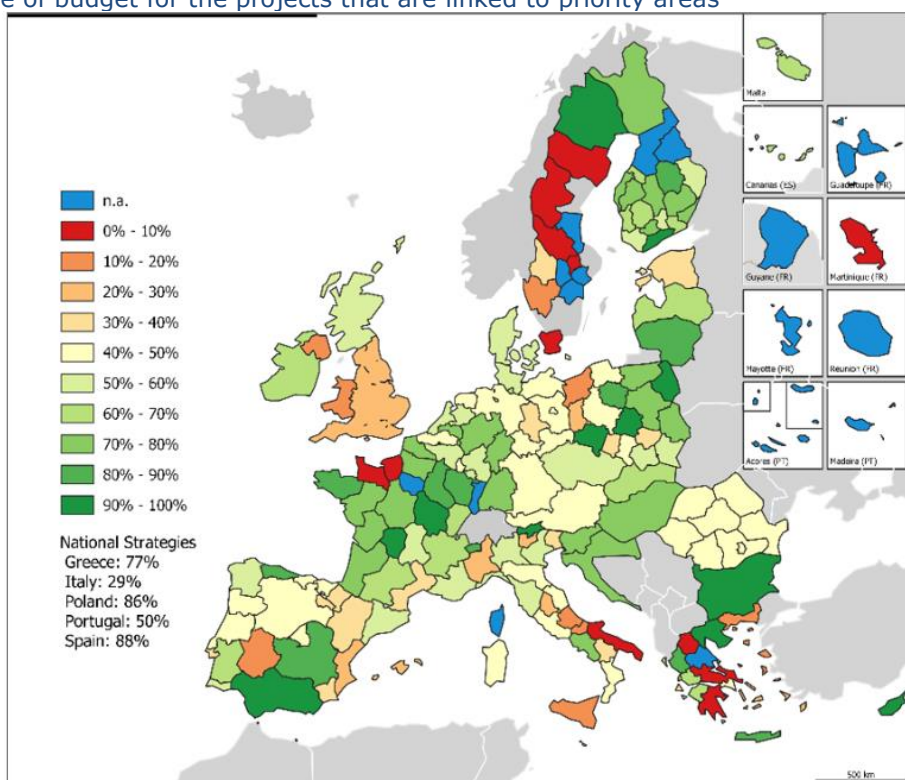 e of budget for the projects that are linked to priority areas
Malta
Canarias (ES)
Guadeloupe (FR)
Guyane (FR)
Martinique (FR)
Mayotte (FR)
Reunion (FR)
Acores (PT)
Madeira (PT)
n.a.
0% - 10%
10% - 20%
20% - 30%
30% - 40%
40% - 50%
50% - 60%
60% - 70%
70% - 80%
80% - 90%
90% - 100%
National Strategies
Greece: 77%
Italy: 29%
Poland: 86%
Portugal: 50%
Spain: 88%
500 km